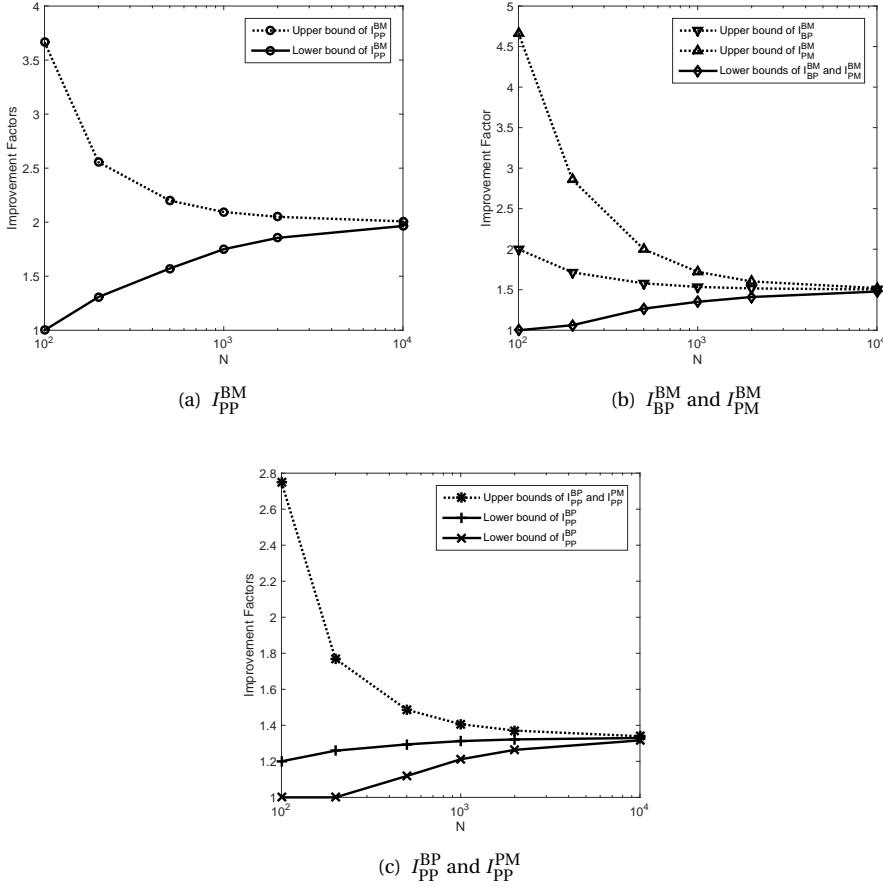 4
3.5
3
2.5
2
1.5
1
10^2
10^3
10^4
N
Improvement Factors
Upper bound of I_PP^BM
Lower bound of I_PP^BM
(a) I_PP^BM
5
4.5
4
3.5
3
2.5
2
1.5
1
10^2
10^3
10^4
N
Improvement Factor
Upper bound of I_BP^BM
Upper bound of I_PM^BM
Lower bounds of I_BP^BM and I_PM^BM
(b) I_BP^BM and I_PM^BM
2.8
2.6
2.4
2.2
2
1.8
1.6
1.4
1.2
1
10^2
10^3
10^4
N
Improvement Factors
Upper bounds of I_PP^BP and I_PP^PM
Lower bound of I_PP^BP
Lower bound of I_PP^BP
(c) I_PP^BP and I_PP^PM